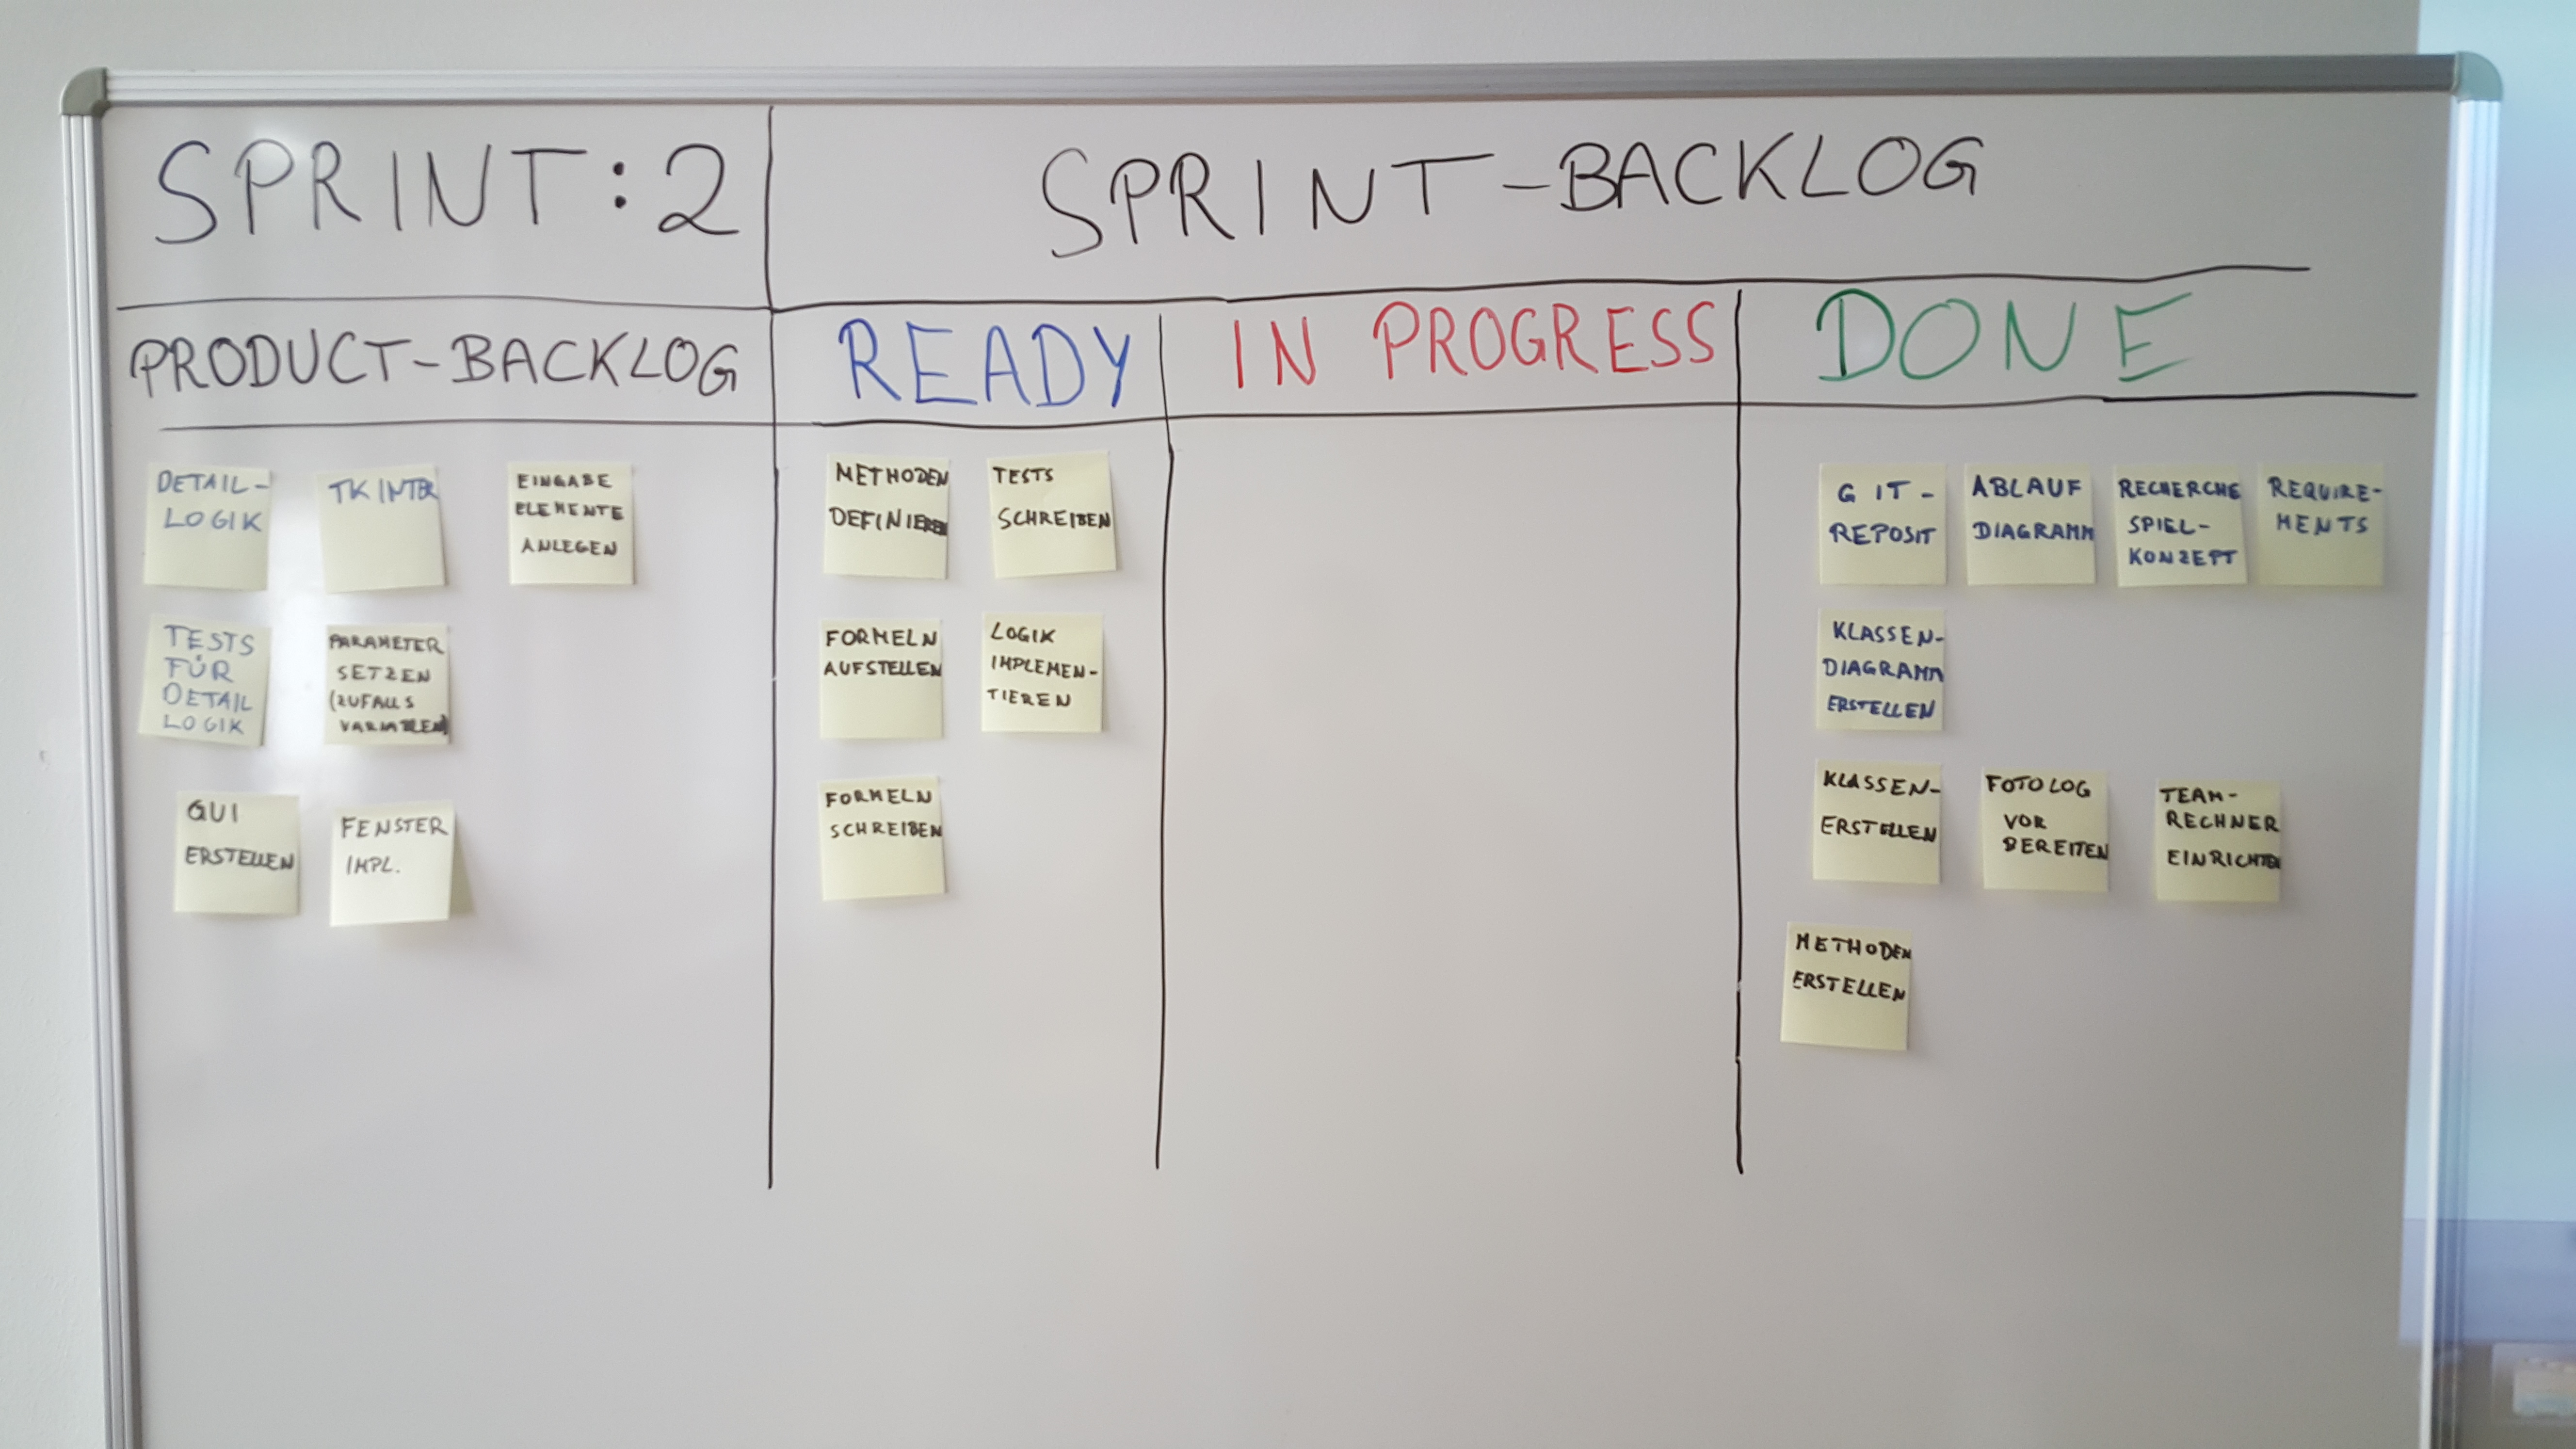 SPRINT:2
SPRINT-BACKLOG
PRODUCT-BACKLOG
READY
IN PROGRESS
DONE
DETAIL-
LOGIK
TKINTER
EINGABE
ELEMENTE
ANLEGEN
TESTS
FÜR
DETAIL
LOGIK
PARAMETER
SETZEN
(ZUFALLS
VARIABLEN)
GUI
ERSTELLEN
FENSTER
IMPL.
METHODEN
DEFINIEREN
TESTS
SCHREIBEN
FORMELN
AUFSTELLEN
LOGIK
IMPLEMEN-
TIEREN
FORMELN
SCHREIBEN
GIT-
REPOSIT
ABLAUF
DIAGRAMM
RECHERCHE
SPIEL-
KONZEPT
REQUIRE-
MENTS
KLASSEN-
DIAGRAMM
ERSTELLEN
KLASSEN-
ERSTELLEN
FOTOLOG
VOR
BEREITEN
TEAM-
RECHNER
EINRICHTEN
METHODEN
ERSTELLEN